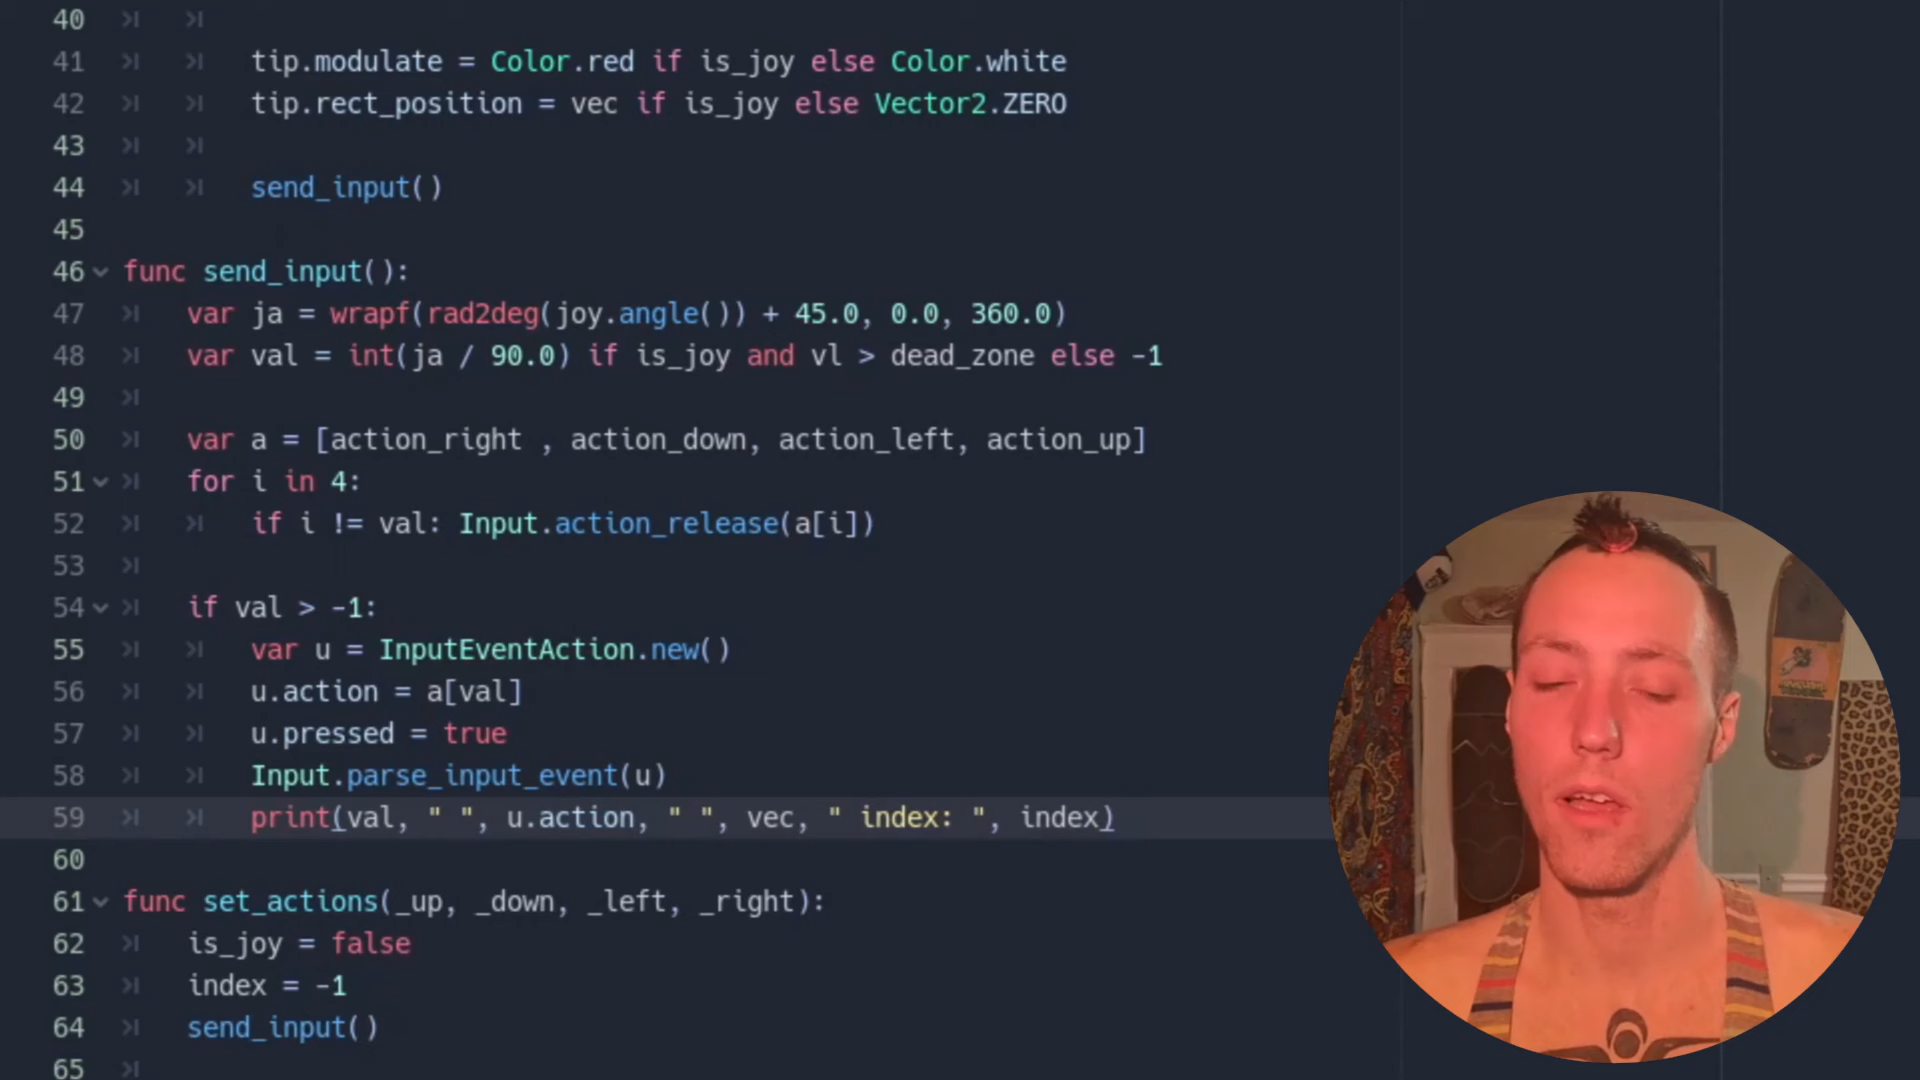 40
41 tip.modulate = Color.red if is_joy else Color.white
42 tip.rect_position = vec if is_joy else Vector2.ZERO
43
44 send_input()
45
46 func send_input():
47 var ja = wrapf(rad2deg(joy.angle()) + 45.0, 0.0, 360.0)
48 var val = int(ja / 90.0) if is_joy and vl > dead_zone else -1
49
50 var a = [action_right , action_down, action_left, action_up]
51 for i in 4:
52 if i != val: Input.action_release(a[i])
53
54 if val > -1:
55 var u = InputEventAction.new()
56 u.action = a[val]
57 u.pressed = true
58 Input.parse_input_event(u)
59 print(val, " ", u.action, " ", vec, " index: ", index)
60
61 func set_actions(_up, _down, _left, _right):
62 is_joy = false
63 index = -1
64 send_input()
65